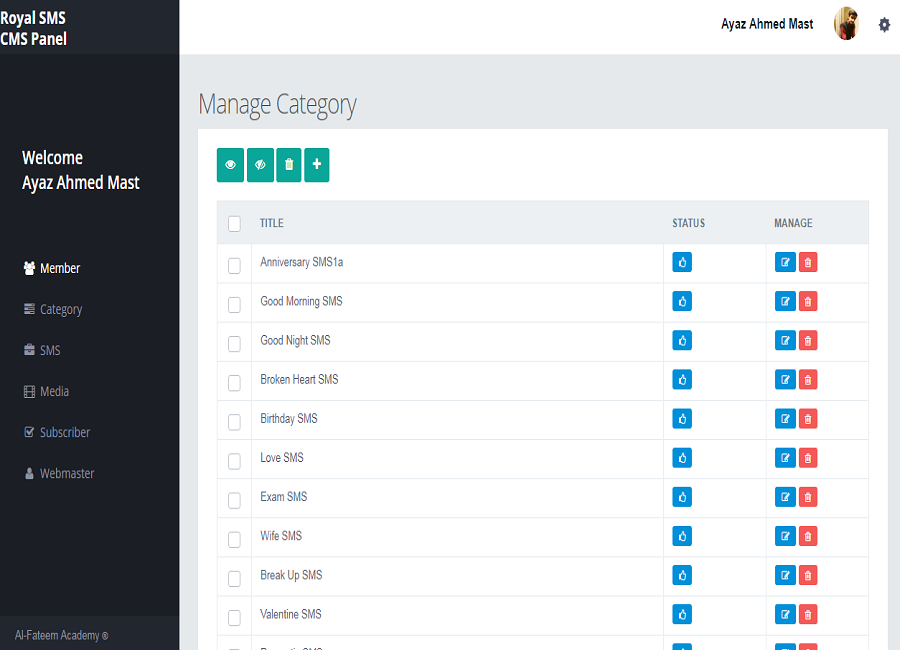 Royal SMS
CMS Panel
Ayaz Ahmed Mast
Welcome
Ayaz Ahmed Mast
Member
Category
SMS
Media
Subscriber
Webmaster
Al-Fateem Academy ®
Manage Category
TITLE STATUS MANAGE
Anniversary SMS1a
Good Morning SMS
Good Night SMS
Broken Heart SMS
Birthday SMS
Love SMS
Exam SMS
Wife SMS
Break Up SMS
Valentine SMS